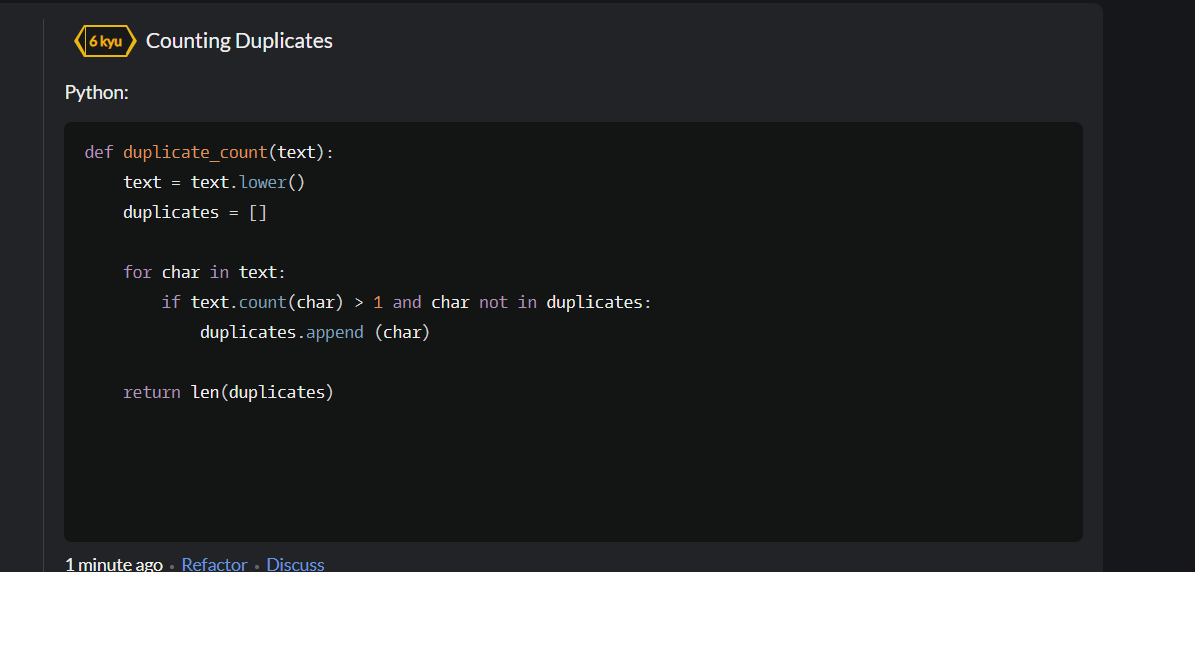 6 kyu Counting Duplicates
Python:
def duplicate_count(text):
    text = text.lower()
    duplicates = []
    for char in text:
        if text.count(char) > 1 and char not in duplicates:
            duplicates.append (char)
    return len(duplicates)
1 minute ago • Refactor • Discuss